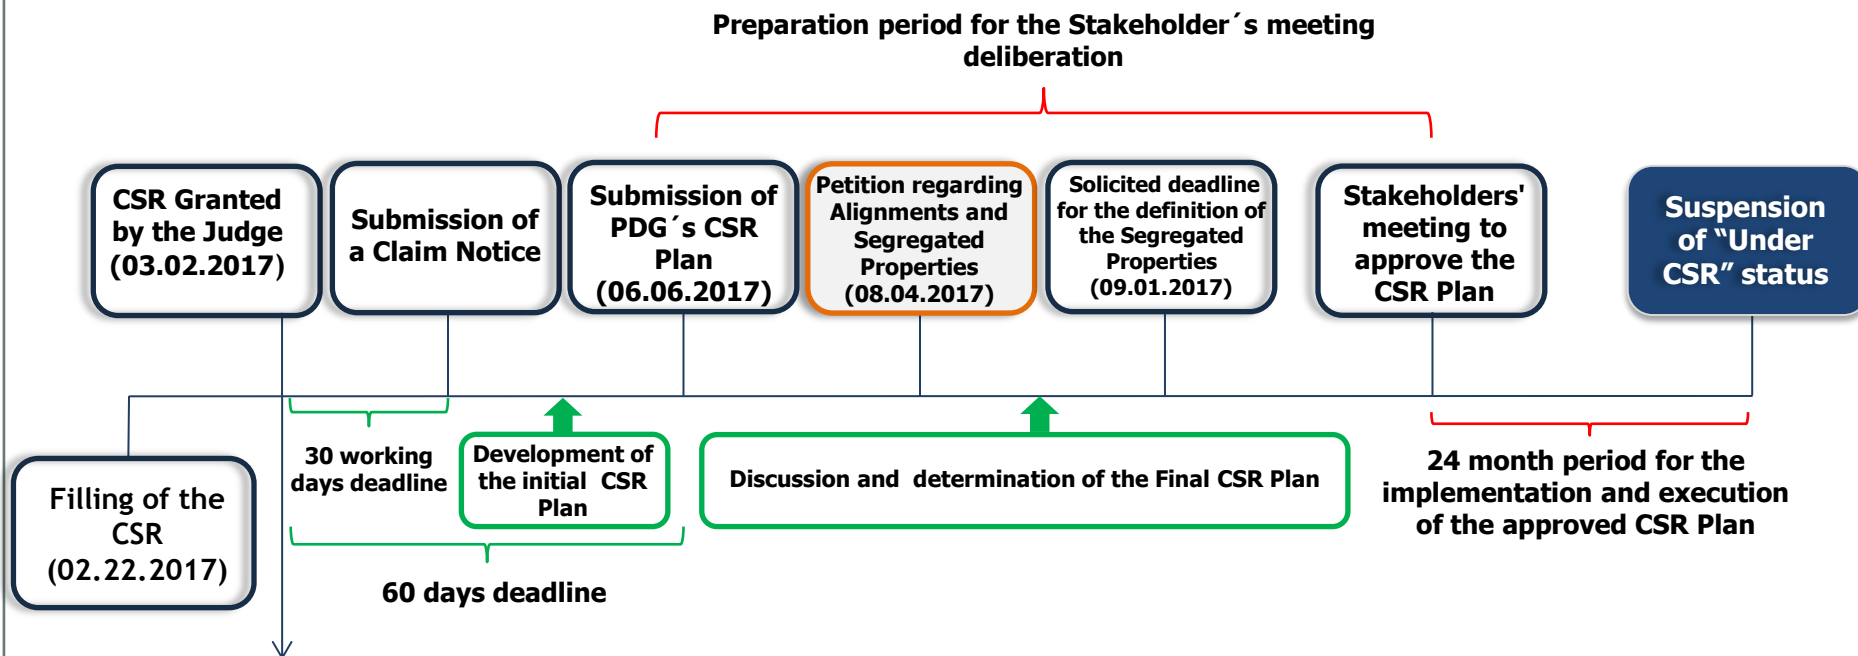 Preparation period for the Stakeholder´s meeting
deliberation
CSR Granted
by the Judge
(03.02.2017)
Submission of
a Claim Notice
Submission of
PDG´s CSR
Plan
(06.06.2017)
Petition regarding
Alignments and
Segregated
Properties
(08.04.2017)
Solicited deadline
for the definition of
the Segregated
Properties
(09.01.2017)
Stakeholders'
meeting to
approve the
CSR Plan
Suspension
of “Under
CSR” status
Filling of the
CSR
(02.22.2017)
30 working
days deadline
Development of
the initial CSR
Plan
Discussion and determination of the Final CSR Plan
24 month period for the
implementation and execution
of the approved CSR Plan
60 days deadline